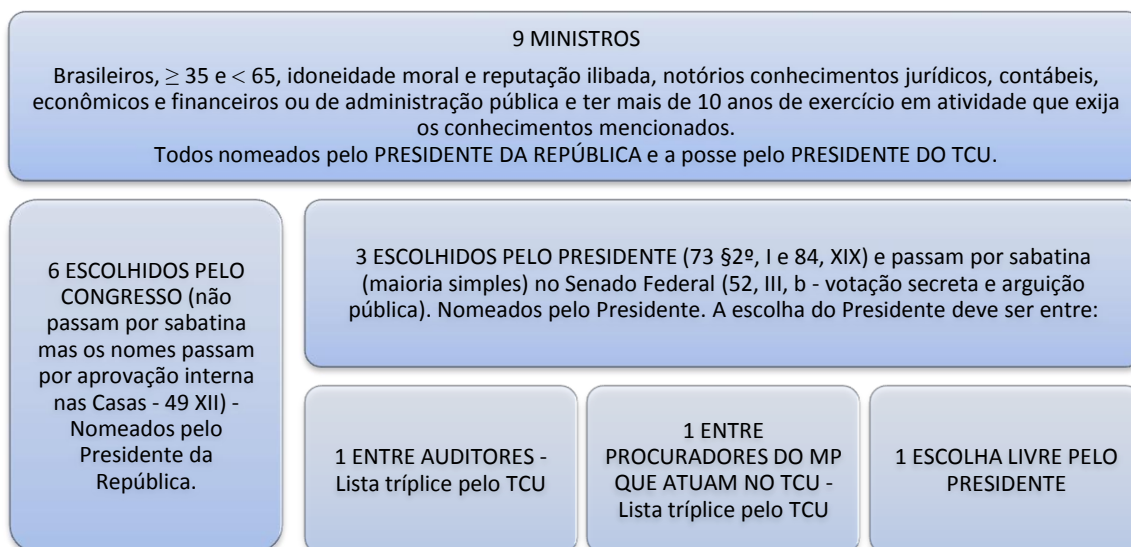 9 MINISTROS
Brasileiros, ≥ 35 e < 65, idoneidade moral e reputação ilibada, notórios conhecimentos jurídicos, contábeis,
econômicos e financeiros ou de administração pública e ter mais de 10 anos de exercício em atividade que exija
os conhecimentos mencionados.
Todos nomeados pelo PRESIDENTE DA REPÚBLICA e a posse pelo PRESIDENTE DO TCU.
6 ESCOLHIDOS PELO
CONGRESSO (não
passam por sabatina
mas os nomes passam
por aprovação interna
nas Casas - 49 XII) -
Nomeados pelo
Presidente da
República.
3 ESCOLHIDOS PELO PRESIDENTE (73 §2º, I e 84, XIX) e passam por sabatina
(maioria simples) no Senado Federal (52, III, b - votação secreta e arguição
pública). Nomeados pelo Presidente. A escolha do Presidente deve ser entre:
1 ENTRE AUDITORES -
Lista tríplice pelo TCU
1 ENTRE
PROCURADORES DO MP
QUE ATUAM NO TCU -
Lista tríplice pelo TCU
1 ESCOLHA LIVRE PELO
PRESIDENTE